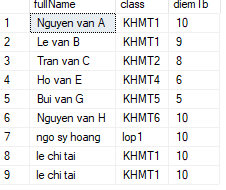 fullName class diemTb
1 Nguyen van A KHMT1 10
2 Le van B KHMT1 9
3 Tran van C KHMT2 8
4 Ho van E KHMT4 6
5 Bui van G KHMT5 5
6 Nguyen van H KHMT6 10
7 ngo sy hoang lop1 10
8 le chi tai KHMT1 10
9 le chi tai KHMT1 10